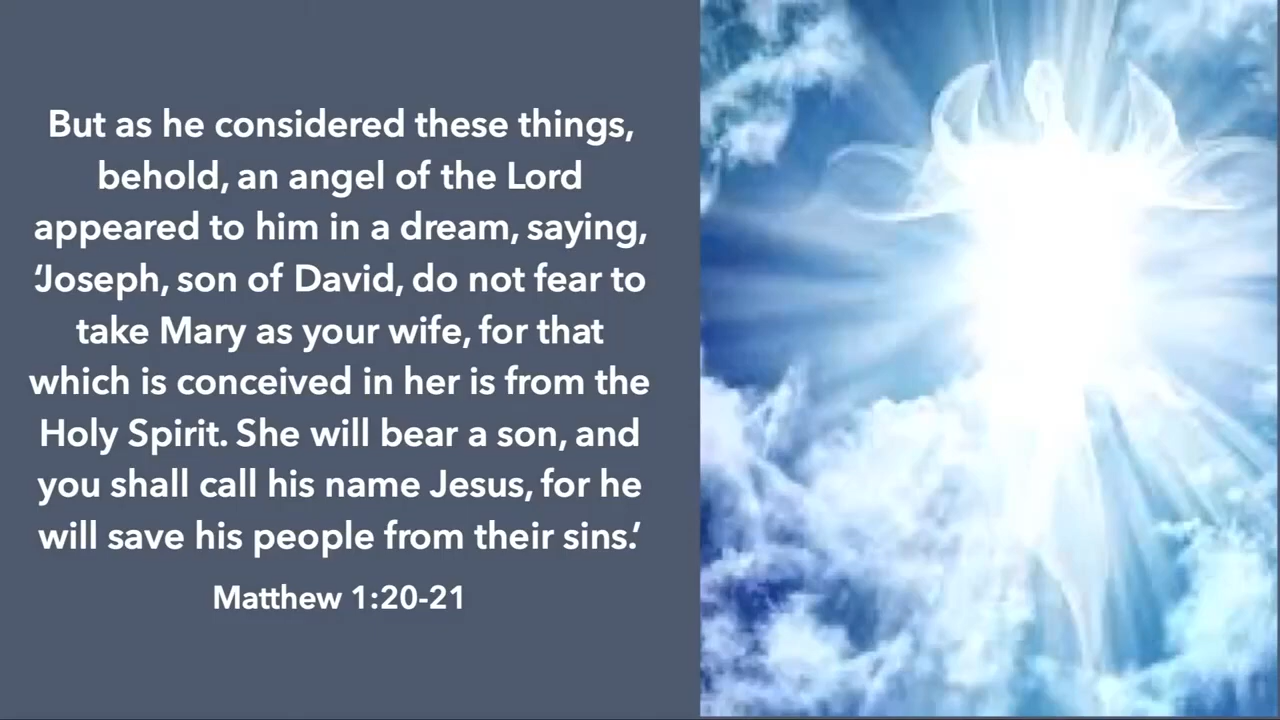 But as he considered these things,
behold, an angel of the Lord
appeared to him in a dream, saying,
‘Joseph, son of David, do not fear to
take Mary as your wife, for that
which is conceived in her is from the
Holy Spirit. She will bear a son, and
you shall call his name Jesus, for he
will save his people from their sins.’
Matthew 1:20-21